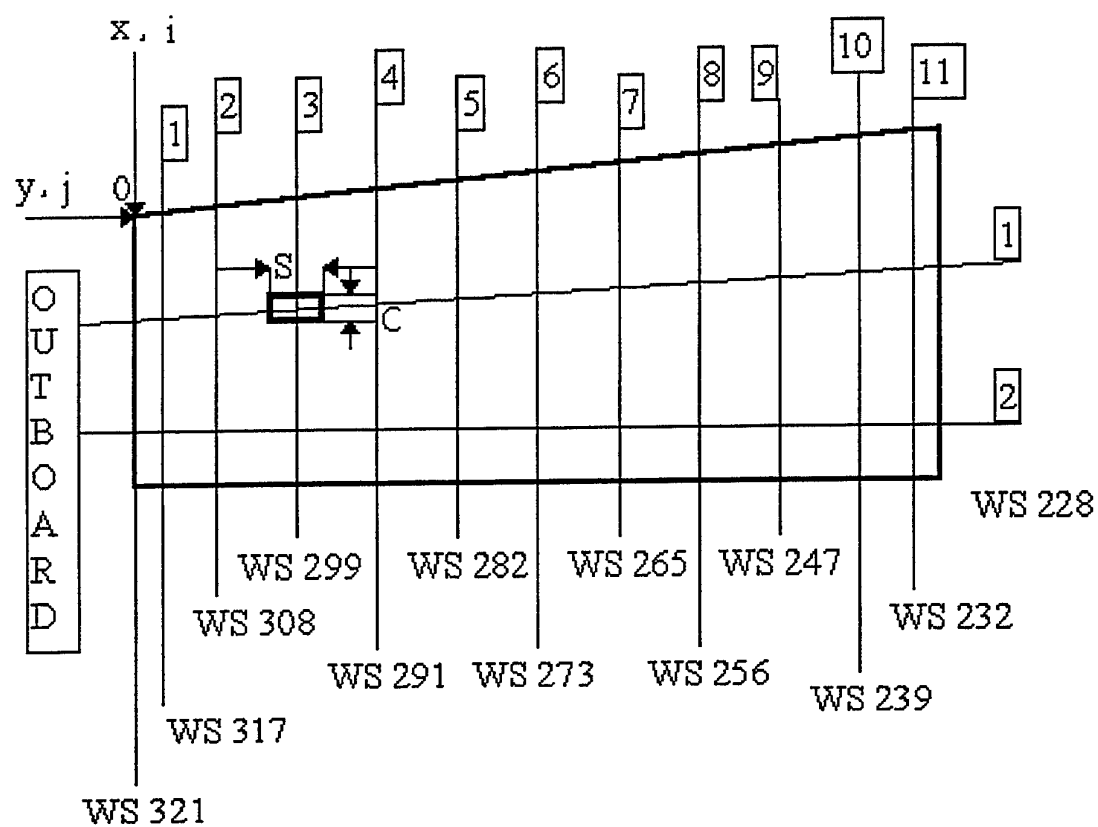 x, i
10
4
6
8
9
11
2
3
5
7
1
y, j
0
1
S
C
OUTBOARD
2
WS 228
WS 299
WS 282
WS 265
WS 247
WS 308
WS 232
WS 291
WS 273
WS 256
WS 239
WS 317
WS 321